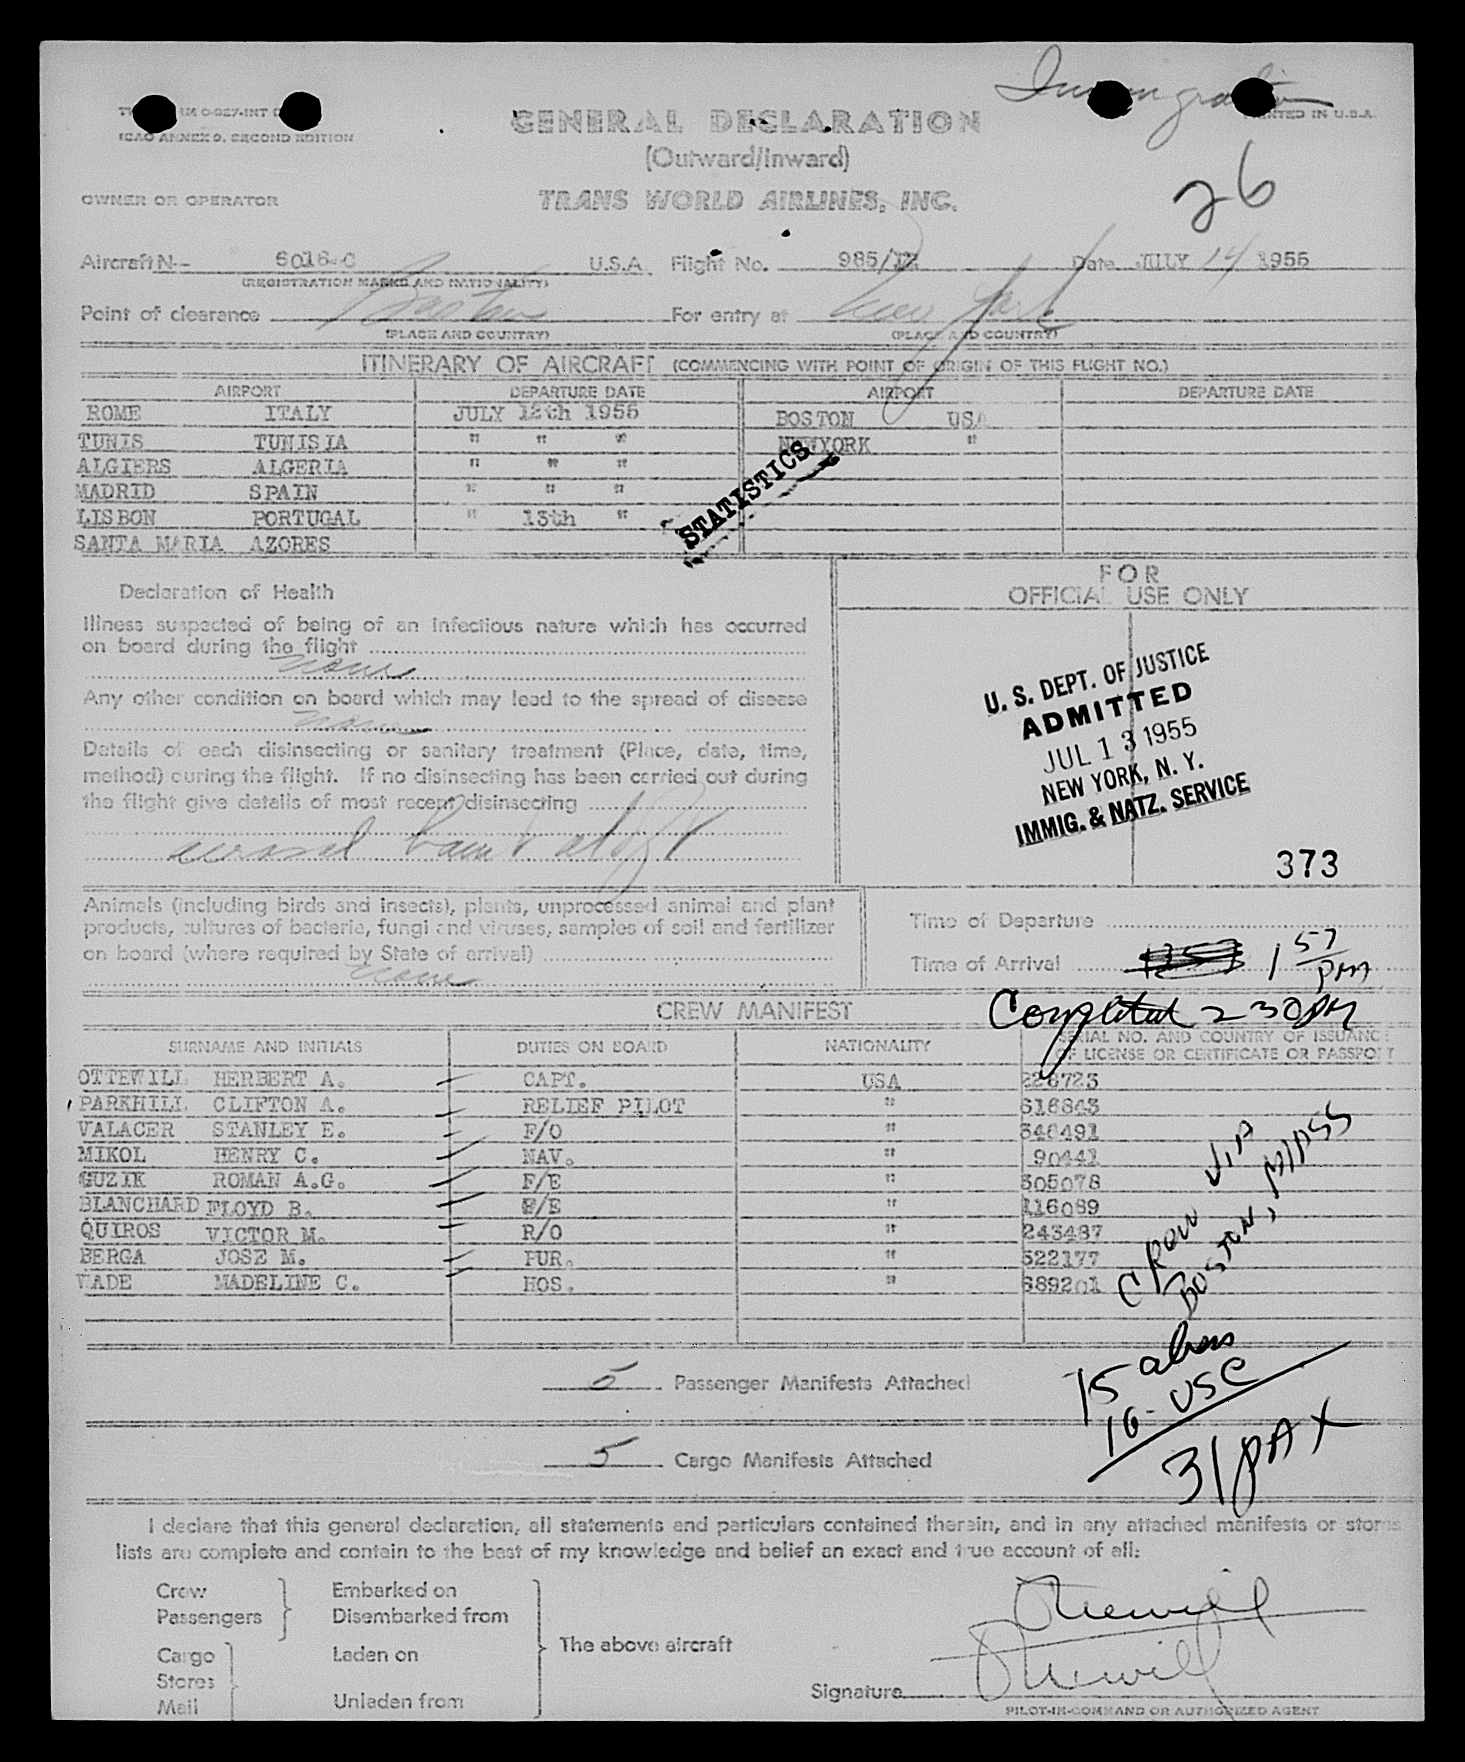 Immigration
GENERAL DECLARATION
PRINTED IN U.S.A.
ICAO ANNEX 9, SECOND EDITION
(Outward/Inward)
26
OWNER OR OPERATOR TRANS WORLD AIRLINES, INC.
Aircraft N-- 6016-C U.S.A. Flight No. 985/12 Date JULY 14 1955
(REGISTRATION MARKS AND NATIONALITY)
Point of clearance Boston For entry at New York
(PLACE AND COUNTRY) (PLACE AND COUNTRY)
ITINERARY OF AIRCRAFT (COMMENCING WITH POINT OF ORIGIN OF THIS FLIGHT NO.)
AIRPORT DEPARTURE DATE AIRPORT DEPARTURE DATE
ROME ITALY JULY 12th 1955 BOSTON USA
TUNIS TUNISIA " " " NEWYORK "
ALGIERS ALGERIA " " "
MADRID SPAIN " " "
LISBON PORTUGAL " 13th "
SANTA MARIA AZORES
STATISTICS
Declaration of Health
Illness suspected of being of an infectious nature which has occurred
on board during the flight
none
Any other condition on board which may lead to the spread of disease
none
Details of each disinsecting or sanitary treatment (Place, date, time,
method) during the flight. If no disinsecting has been carried out during
the flight give details of most recent disinsecting
aerosol bomb
FOR
OFFICIAL USE ONLY
U. S. DEPT. OF JUSTICE
ADMITTED
JUL 13 1955
NEW YORK, N. Y.
IMMIG. & NATZ. SERVICE
373
Animals (including birds and insects), plants, unprocessed animal and plant
products, cultures of bacteria, fungi and viruses, samples of soil and fertilizer
on board (where required by State of arrival)
none
Time of Departure
Time of Arrival 1 57 PM
Completed 2 30 PM
CREW MANIFEST
SURNAME AND INITIALS DUTIES ON BOARD NATIONALITY SERIAL NO. AND COUNTRY OF ISSUANCE
OF LICENSE OR CERTIFICATE OR PASSPORT
OTTEWILL HERBERT A. CAPT. USA 226723
PARKHILL CLIFTON A. RELIEF PILOT " 616843
VALACER STANLEY E. F/O " 346491
MIKOL HENRY C. NAV. " 90441
GUZIK ROMAN A.G. F/E " 305078
BLANCHARD FLOYD B. F/E " 116089
QUIROS VICTOR M. R/O " 243487
BERGA JOSE M. PUR. " 522177
WADE MADELINE C. HOS. " 689201
CREW VIA
BOSTON, MASS
15 aliens
16 - USC
31 PAX
5 Passenger Manifests Attached
5 Cargo Manifests Attached
I declare that this general declaration, all statements and particulars contained therein, and in any attached manifests or stores
lists are complete and contain to the best of my knowledge and belief an exact and true account of all:
Crew Embarked on
Passengers Disembarked from
Cargo Laden on The above aircraft
Stores
Mail Unladen from
Ottewill
Ottewill
Signature
PILOT-IN-COMMAND OR AUTHORIZED AGENT